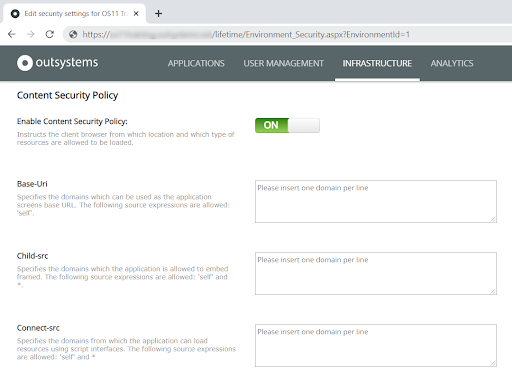 Edit security settings for OS11 Tr
https://
/lifetime/Environment_Security.aspx?EnvironmentId=1
outsystems
APPLICATIONS
USER MANAGEMENT
INFRASTRUCTURE
ANALYTICS
Content Security Policy
Enable Content Security Policy:
Instructs the client browser from which location and which type of
resources are allowed to be loaded.
ON
Base-Uri
Specifies the domains which can be used as the application
screens base URL. The following source expressions are allowed:
'self'.
Please insert one domain per line
Child-src
Specifies the domains which the application is allowed to embed
framed. The following source expressions are allowed: 'self' and
*.
Please insert one domain per line
Connect-src
Specifies the domains from which the application can load
resources using script interfaces. The following source expressions
are allowed: 'self' and *
Please insert one domain per line